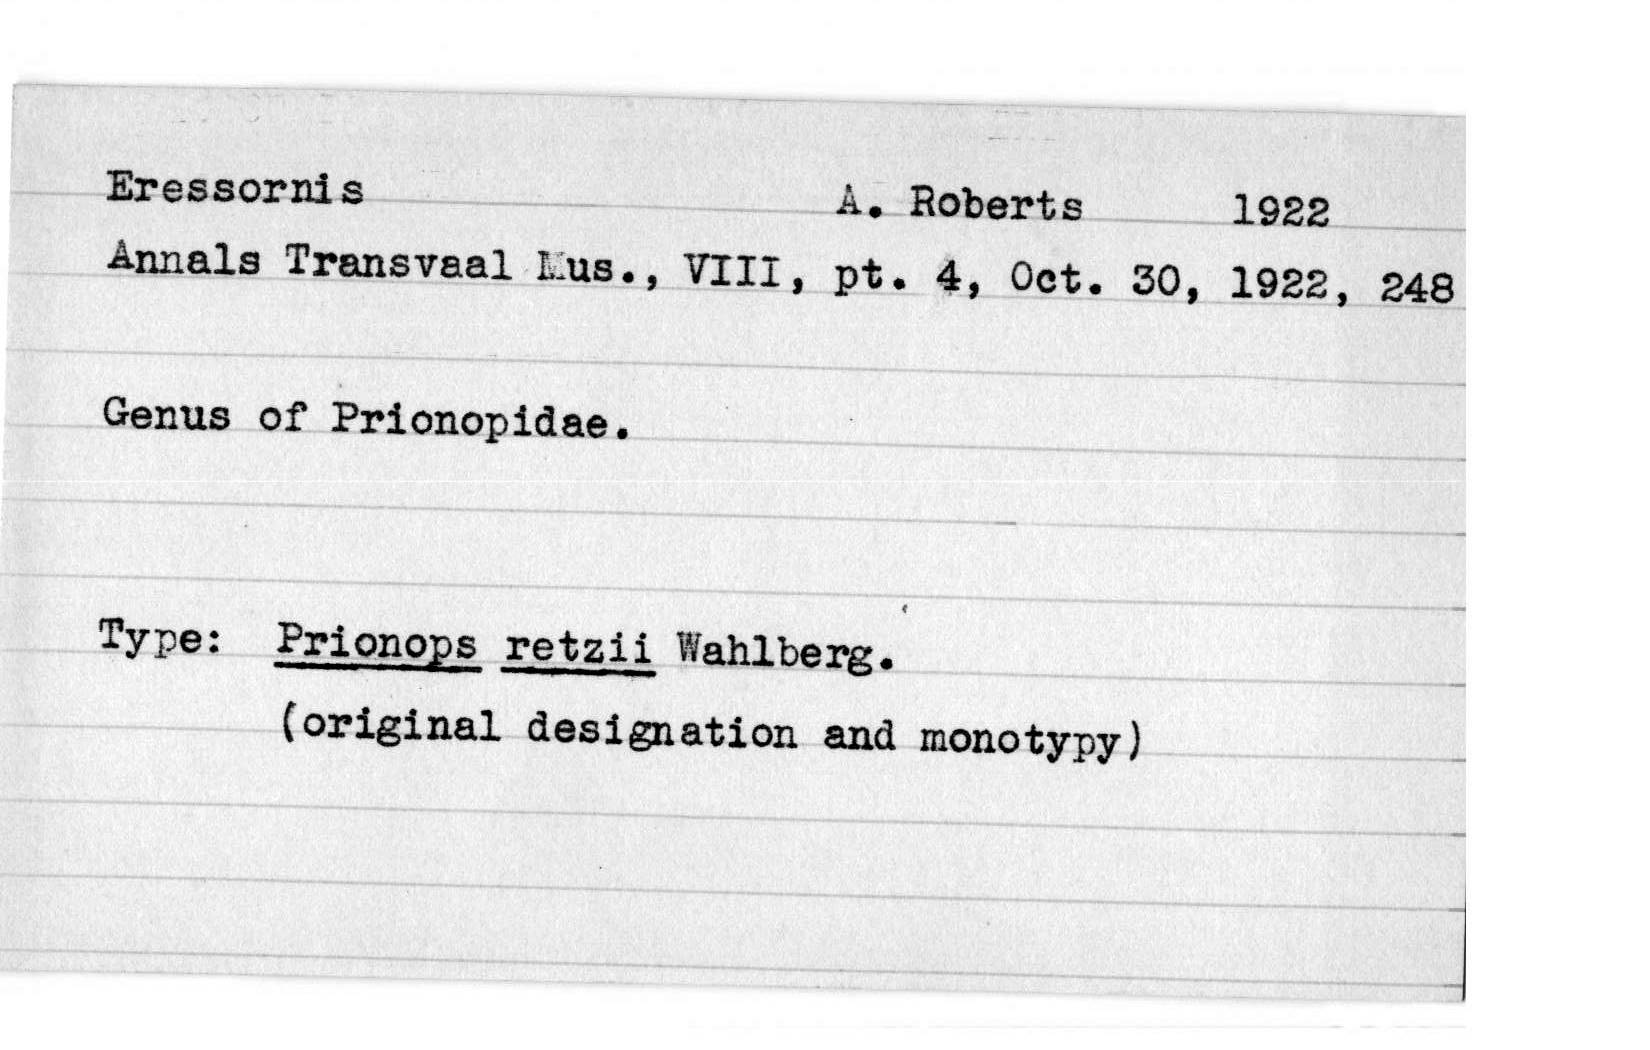 Eressornis A. Roberts 1922
Annals Transvaal Mus., VIII, pt. 4, Oct. 30, 1922, 248
Genus of Prionopidae.
Type: Prionops retzii Wahlberg.
(original designation and monotypy)